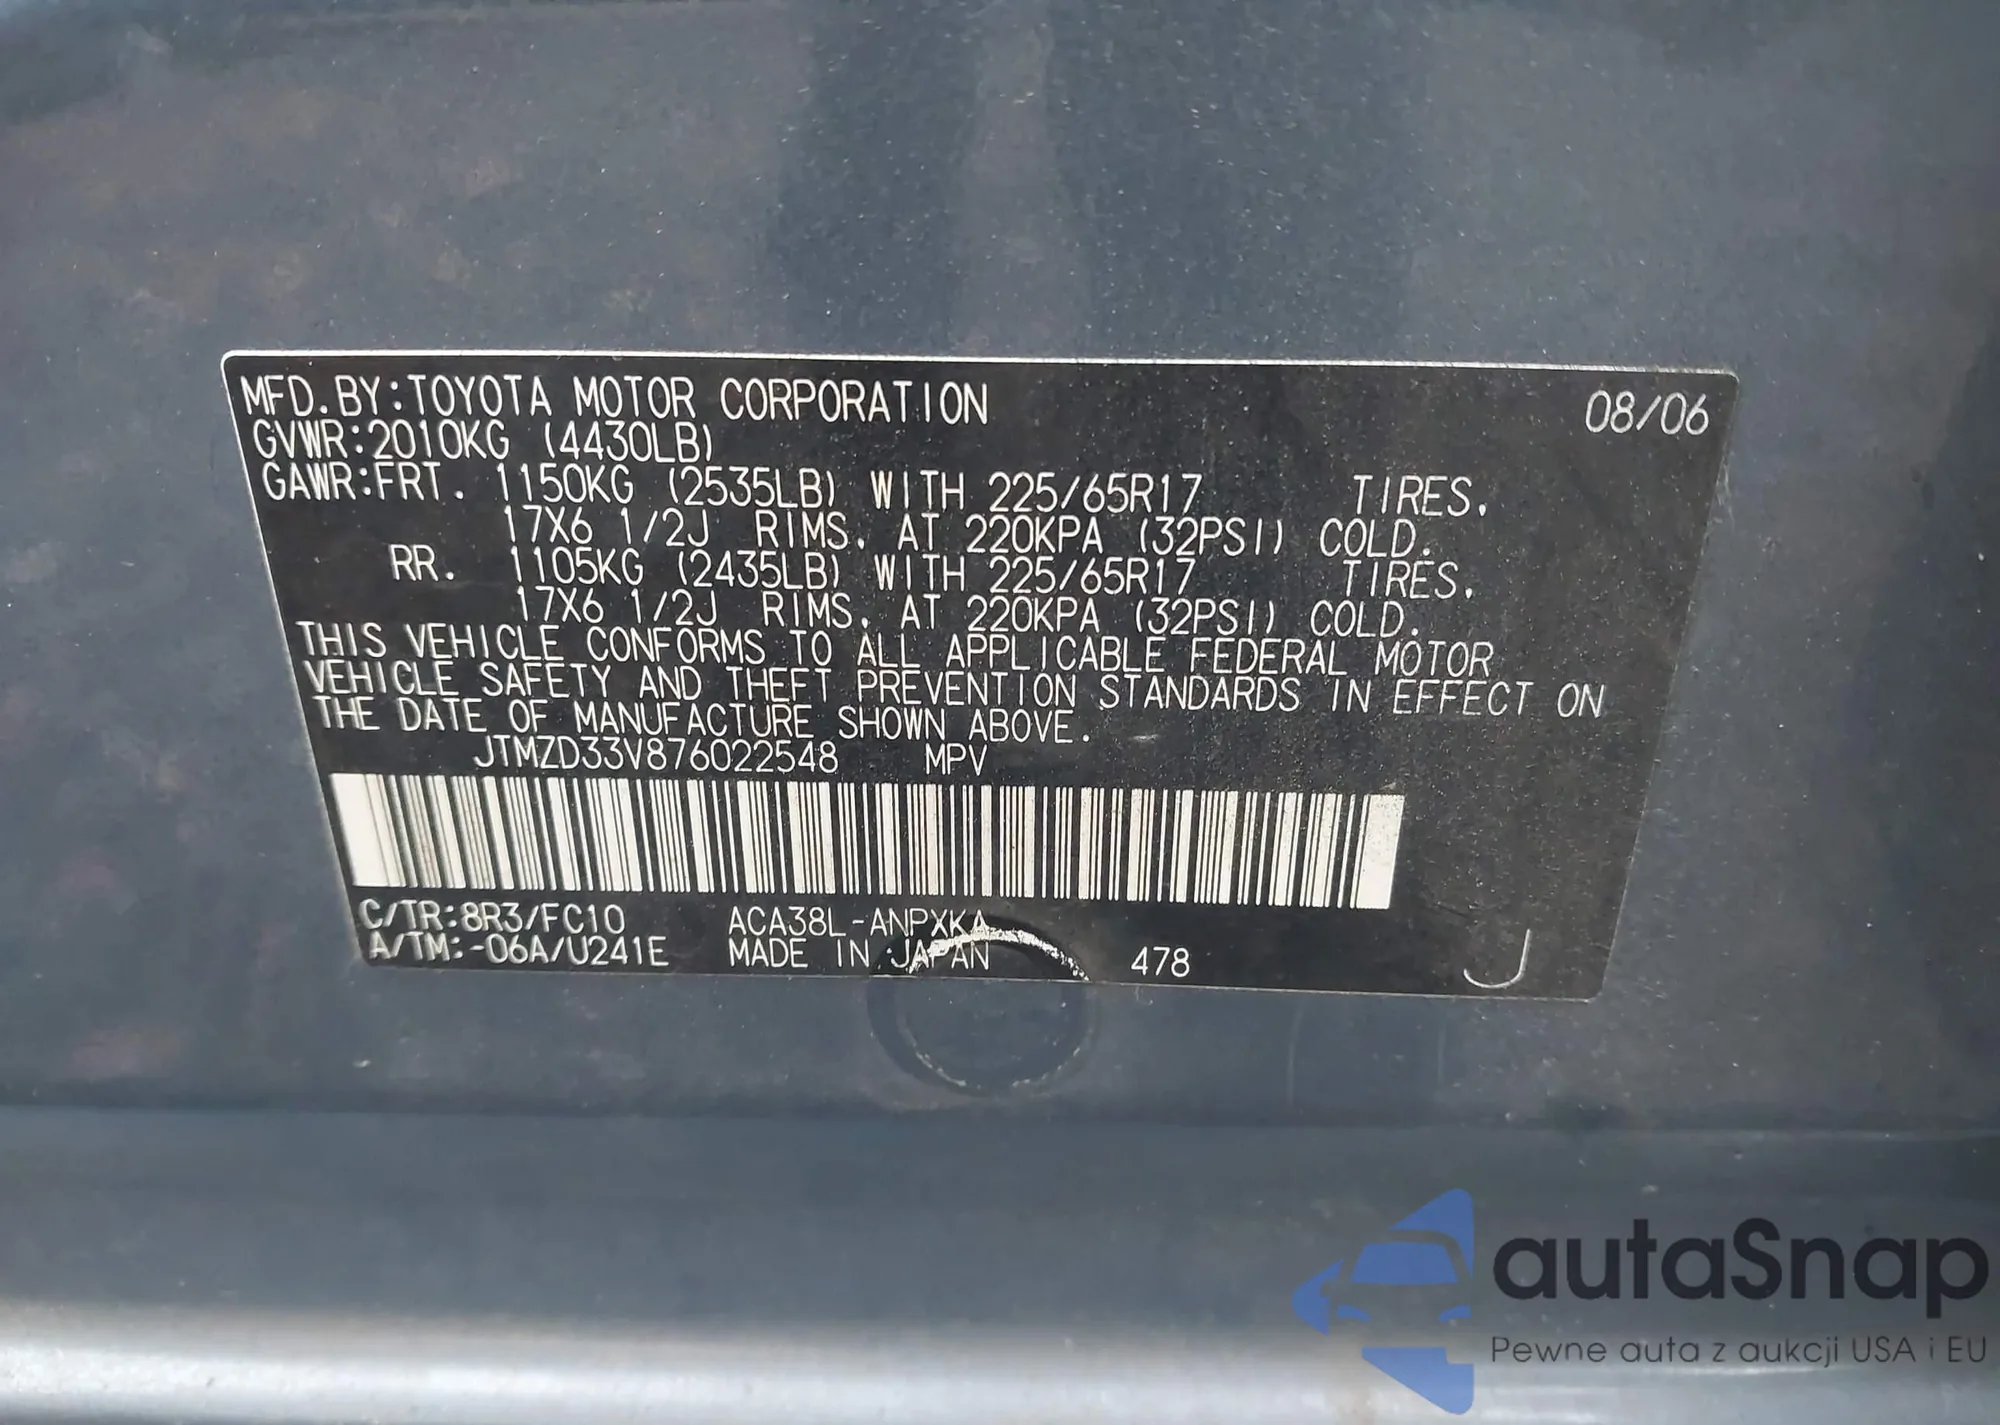 MFD.BY:TOYOTA MOTOR CORPORATION 08/06
GVWR:2010KG (4430LB)
GAWR:FRT. 1150KG (2535LB) WITH 225/65R17 TIRES.
17X6 1/2J RIMS. AT 220KPA (32PSI) COLD.
RR. 1105KG (2435LB) WITH 225/65R17 TIRES.
17X6 1/2J RIMS. AT 220KPA (32PSI) COLD.
THIS VEHICLE CONFORMS TO ALL APPLICABLE FEDERAL MOTOR
VEHICLE SAFETY AND THEFT PREVENTION STANDARDS IN EFFECT ON
THE DATE OF MANUFACTURE SHOWN ABOVE.
JTMZD33V876022548 MPV
C/TR:8R3/FC10 ACA38L-ANPXKA
A/TM:-06A/U241E MADE IN JAPAN 478 J
autaSnap
Pewne auta z aukcji USA i EU